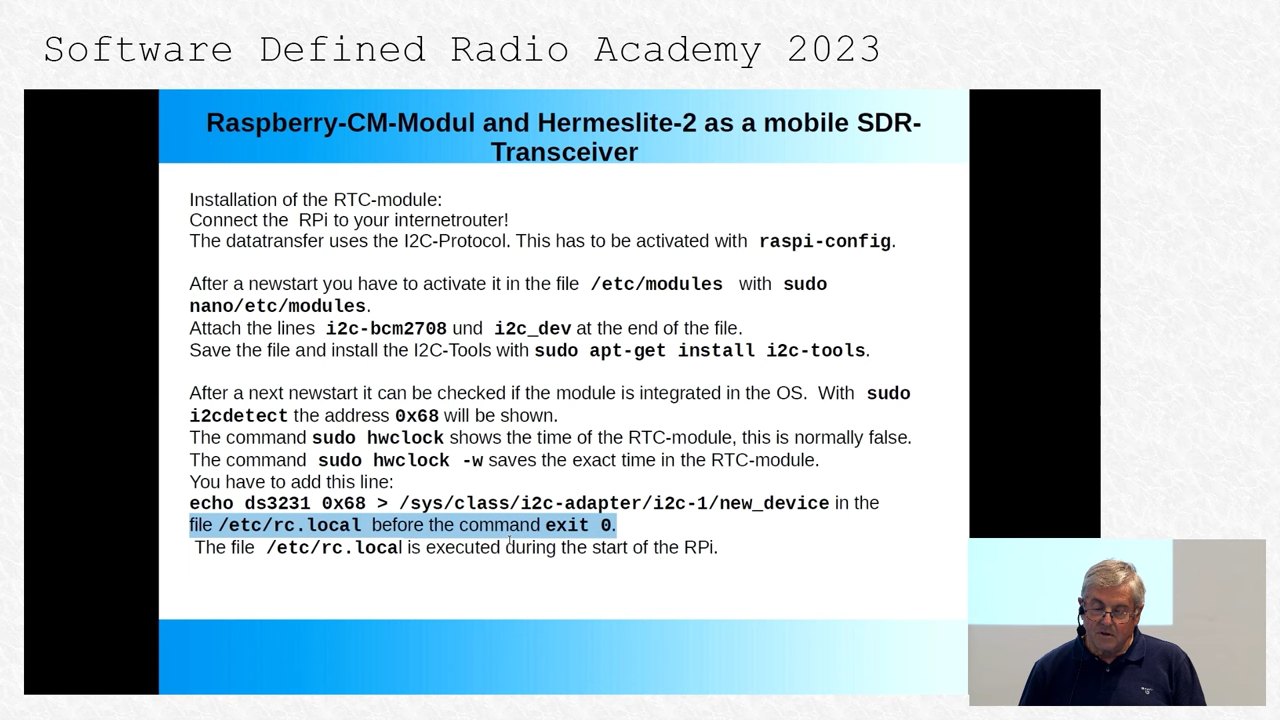 Software Defined Radio Academy 2023
Raspberry-CM-Modul and Hermeslite-2 as a mobile SDR-
Transceiver
Installation of the RTC-module:
Connect the  RPi to your internetrouter!
The datatransfer uses the I2C-Protocol. This has to be activated with  raspi-config.
After a newstart you have to activate it in the file  /etc/modules  with  sudo
nano/etc/modules.
Attach the lines  i2c-bcm2708 und  i2c_dev at the end of the file.
Save the file and install the I2C-Tools with sudo apt-get install i2c-tools.
After a next newstart it can be checked if the module is integrated in the OS.  With  sudo
i2cdetect the address 0x68 will be shown.
The command sudo hwclock shows the time of the RTC-module, this is normally false.
The command  sudo hwclock -w saves the exact time in the RTC-module.
You have to add this line:
echo ds3231 0x68 > /sys/class/i2c-adapter/i2c-1/new_device in the
file /etc/rc.local  before the command exit 0.
The file  /etc/rc.local is executed during the start of the RPi.